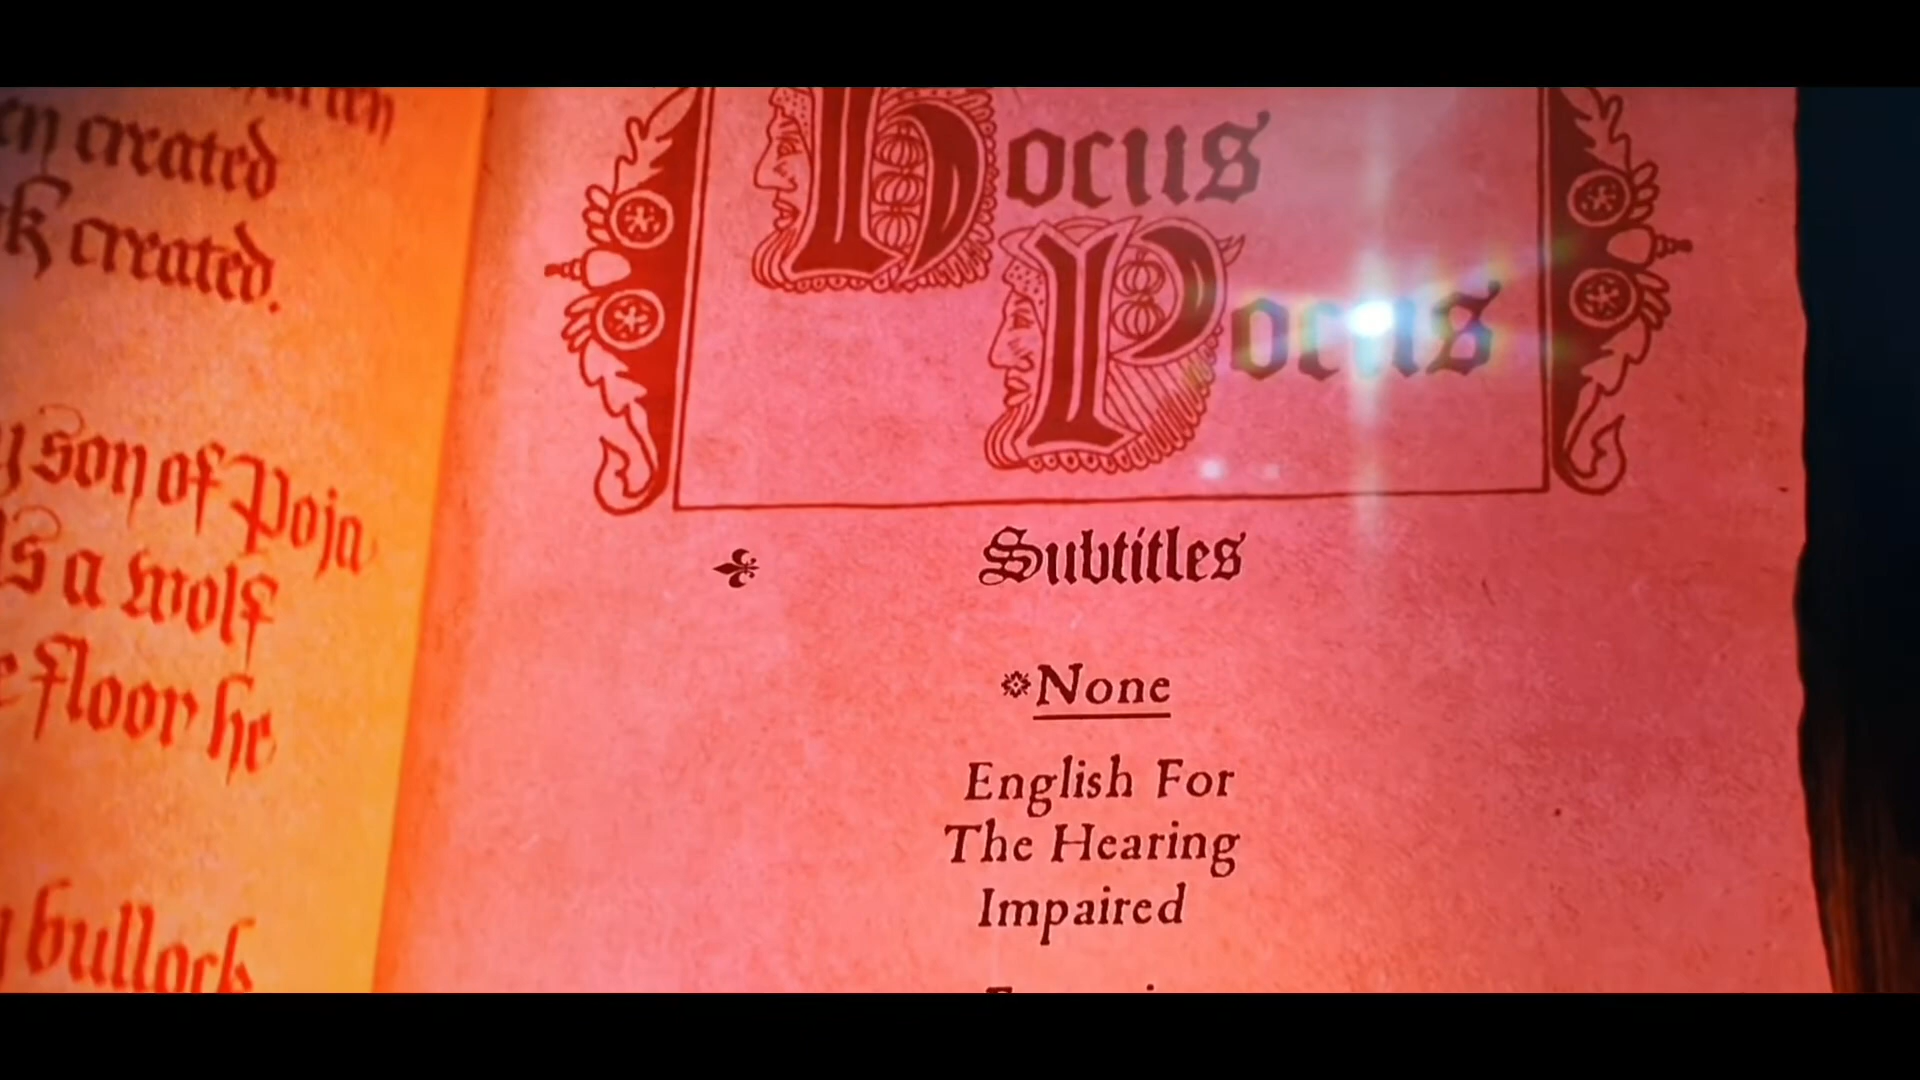 created
created.
son of Poja
s a wolf
floor he
bullock
Hocus
Pocus
Subtitles
None
English For
The Hearing
Impaired